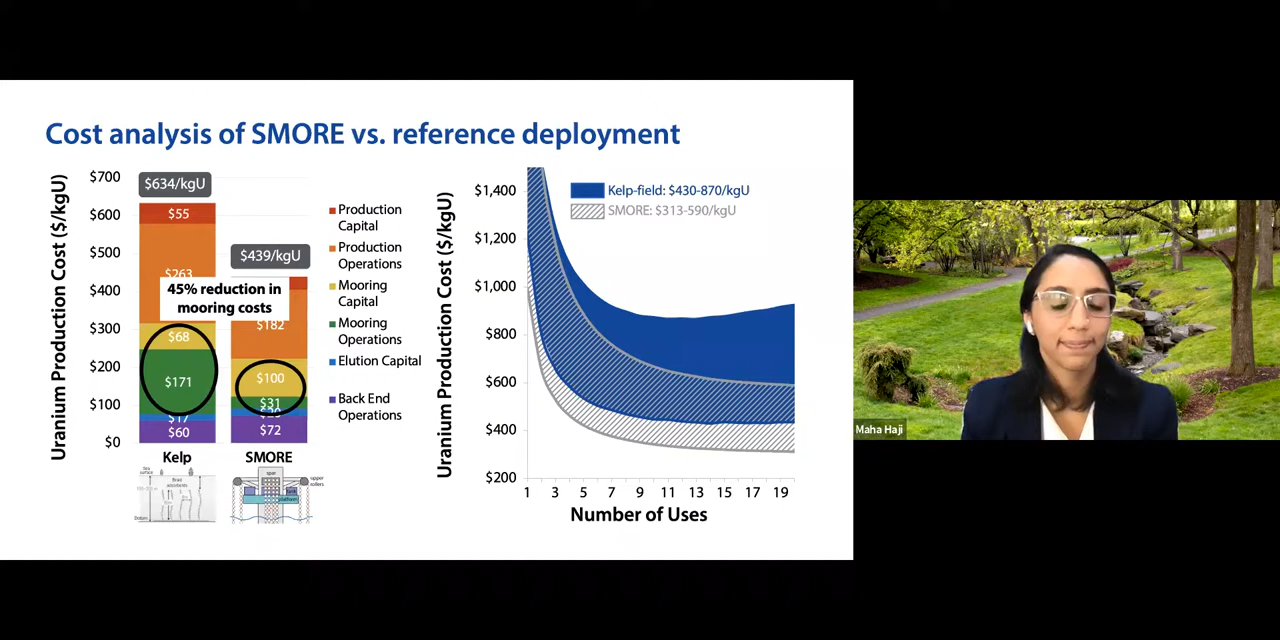 Cost analysis of SMORE vs. reference deployment
Uranium Production Cost ($/kgU)
$700
$600
$500
$400
$300
$200
$100
$0
$634/kgU
$55
$263
$68
$171
$17
$60
Kelp
$439/kgU
$182
$100
$31
$72
SMORE
45% reduction in
mooring costs
Production
Capital
Production
Operations
Mooring
Capital
Mooring
Operations
Elution Capital
Back End
Operations
spar
upper
rollers
platform
Uranium Production Cost ($/kgU)
$1,400
$1,200
$1,000
$800
$600
$400
$200
Kelp-field: $430-870/kgU
SMORE: $313-590/kgU
1 3 5 7 9 11 13 15 17 19
Number of Uses
Maha Haji